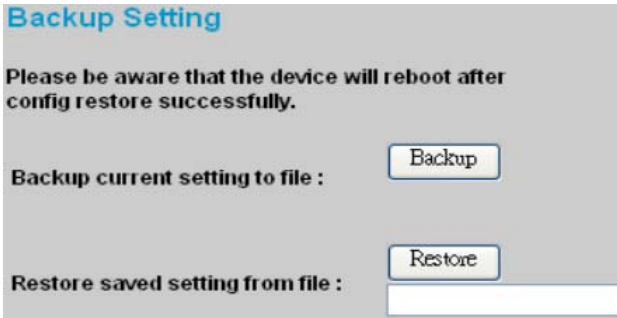 Backup Setting
Please be aware that the device will reboot after
config restore successfully.
Backup current setting to file :
Backup
Restore saved setting from file :
Restore